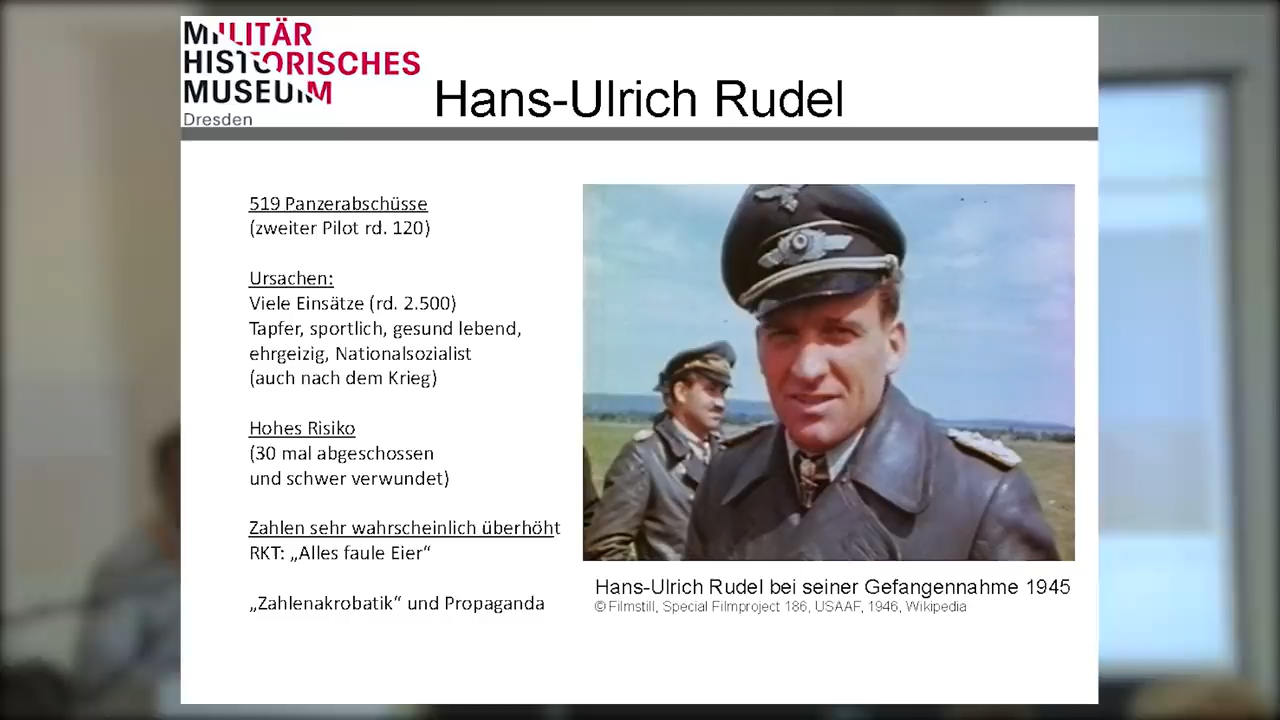 MILITÄR
HISTORISCHES
MUSEUM
Dresden
Hans-Ulrich Rudel
519 Panzerabschüsse
(zweiter Pilot rd. 120)
Ursachen:
Viele Einsätze (rd. 2.500)
Tapfer, sportlich, gesund lebend,
ehrgeizig, Nationalsozialist
(auch nach dem Krieg)
Hohes Risiko
(30 mal abgeschossen
und schwer verwundet)
Zahlen sehr wahrscheinlich überhöht
RKT: „Alles faule Eier“
„Zahlenakrobatik“ und Propaganda
Hans-Ulrich Rudel bei seiner Gefangennahme 1945
© Filmstill, Special Filmproject 186, USAAF, 1946, Wikipedia